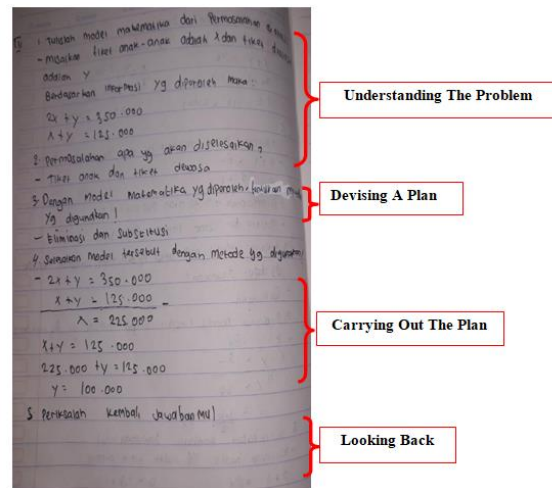 1. Tulislah model matematika dari Permasalahan
- Misalkan tiket anak-anak adalah x dan tiket
adalah y
Berdasarkan informasi yg diperoleh maka :
2x + y = 350.000
x + y = 125.000
2. Permasalahan apa yg akan diselesaikan?
- Tiket anak dan tiket dewasa
3. Dengan Model Matematika yg diperoleh,
yg digunakan!
- Eliminasi dan Substitusi
4. Selesaikan Model tersebut dengan metode yg digunakan!
- 2x + y = 350.000
x + y = 125.000 -
x = 225.000
x + y = 125.000
225.000 + y = 125.000
y = 100.000
5 Periksalah kembali jawabanmu!
Understanding The Problem
Devising A Plan
Carrying Out The Plan
Looking Back